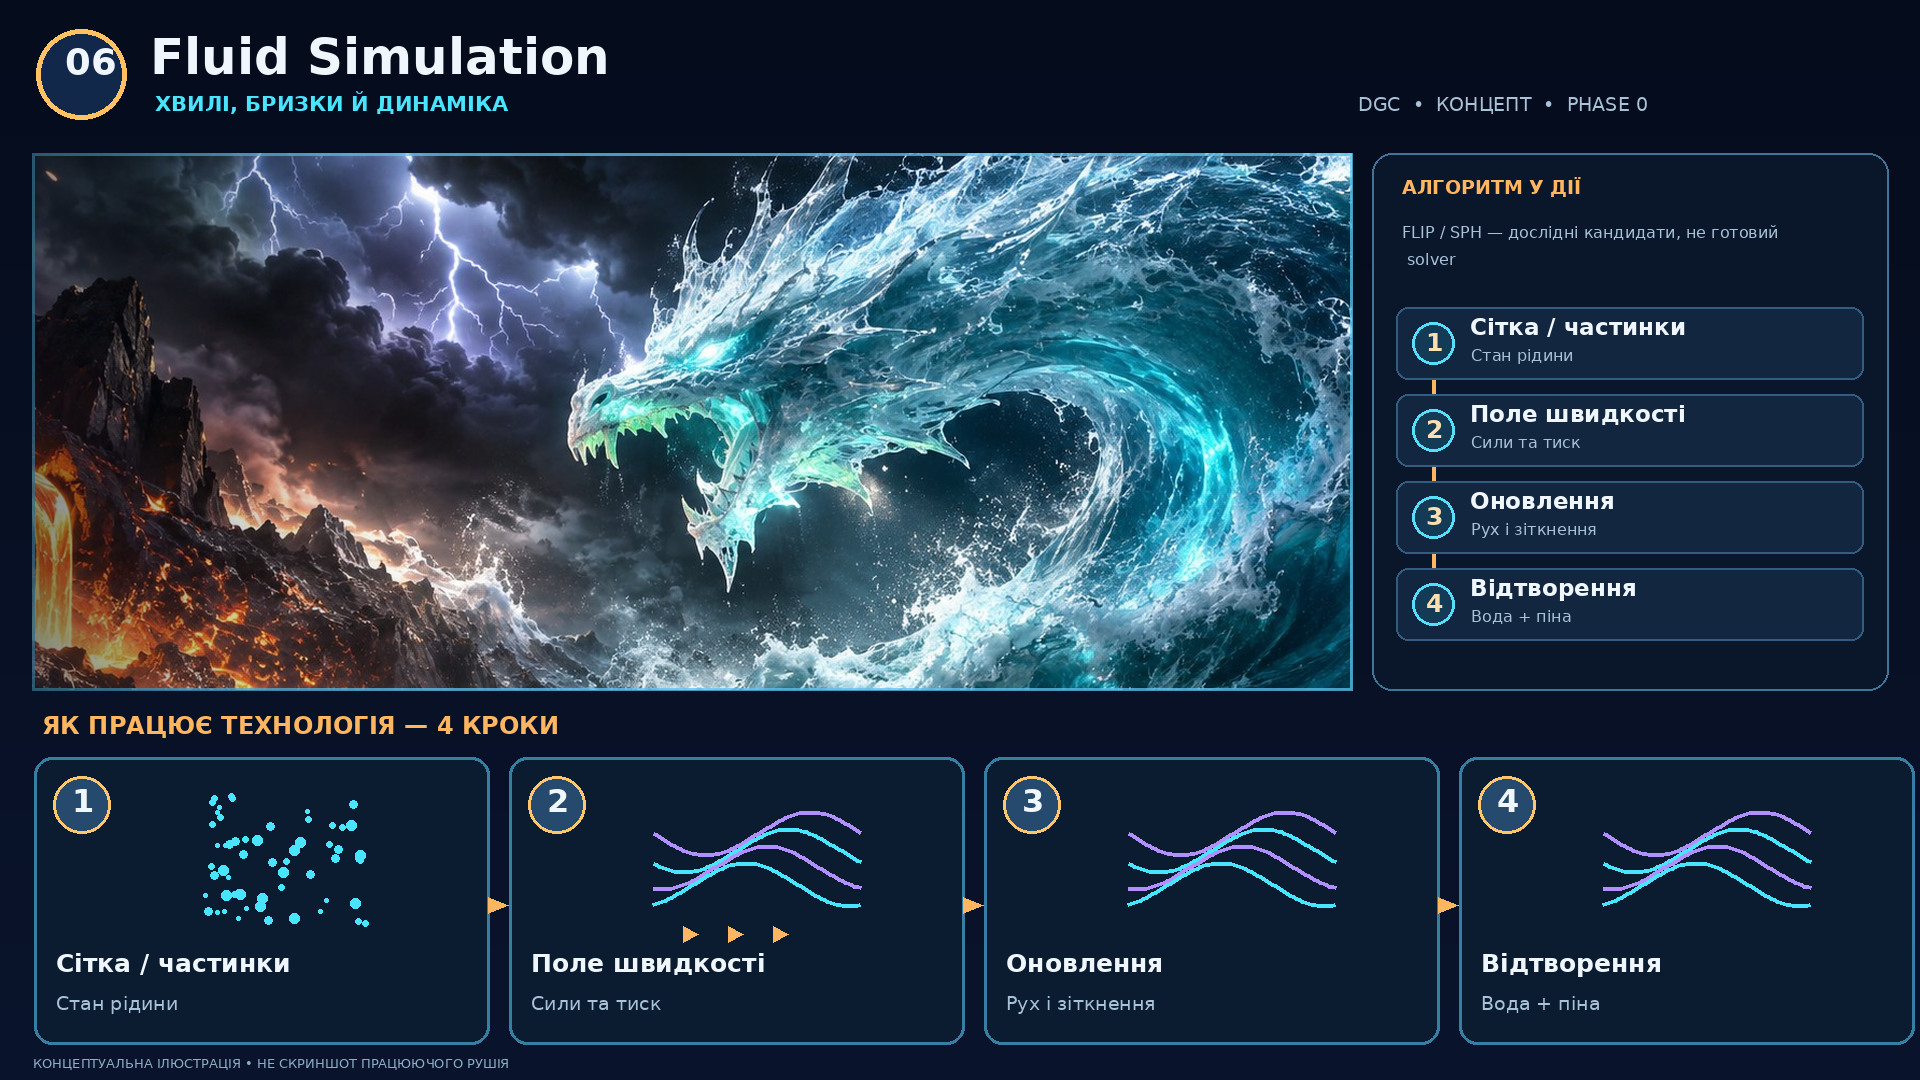 06
Fluid Simulation
ХВИЛІ, БРИЗКИ Й ДИНАМІКА
DGC • КОНЦЕПТ • PHASE 0
АЛГОРИТМ У ДІЇ
FLIP / SPH — дослідні кандидати, не готовий
solver
1
Сітка / частинки
Стан рідини
2
Поле швидкості
Сили та тиск
3
Оновлення
Рух і зіткнення
4
Відтворення
Вода + піна
ЯК ПРАЦЮЄ ТЕХНОЛОГІЯ — 4 КРОКИ
1
Сітка / частинки
Стан рідини
2
Поле швидкості
Сили та тиск
3
Оновлення
Рух і зіткнення
4
Відтворення
Вода + піна
КОНЦЕПТУАЛЬНА ІЛЮСТРАЦІЯ • НЕ СКРИНШОТ ПРАЦЮЮЧОГО РУШІЯ